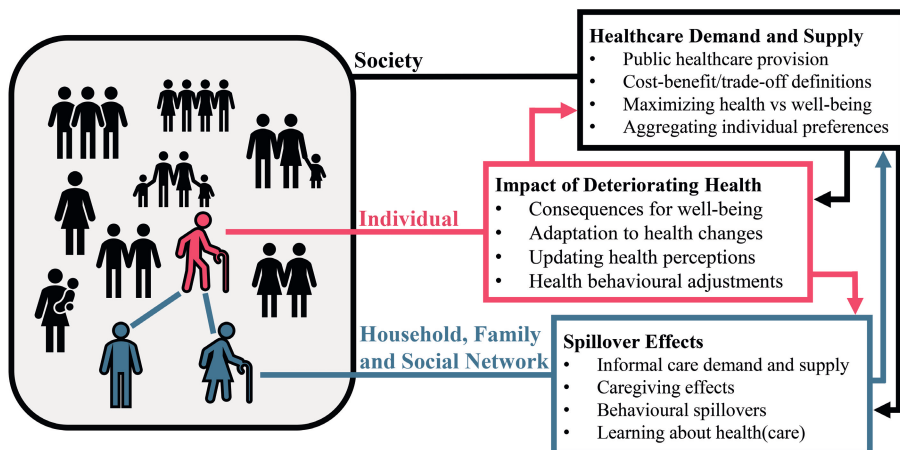 Society
Healthcare Demand and Supply
• Public healthcare provision
• Cost-benefit/trade-off definitions
• Maximizing health vs well-being
• Aggregating individual preferences
Individual
Impact of Deteriorating Health
• Consequences for well-being
• Adaptation to health changes
• Updating health perceptions
• Health behavioural adjustments
Household, Family
and Social Network
Spillover Effects
• Informal care demand and supply
• Caregiving effects
• Behavioural spillovers
• Learning about health(care)